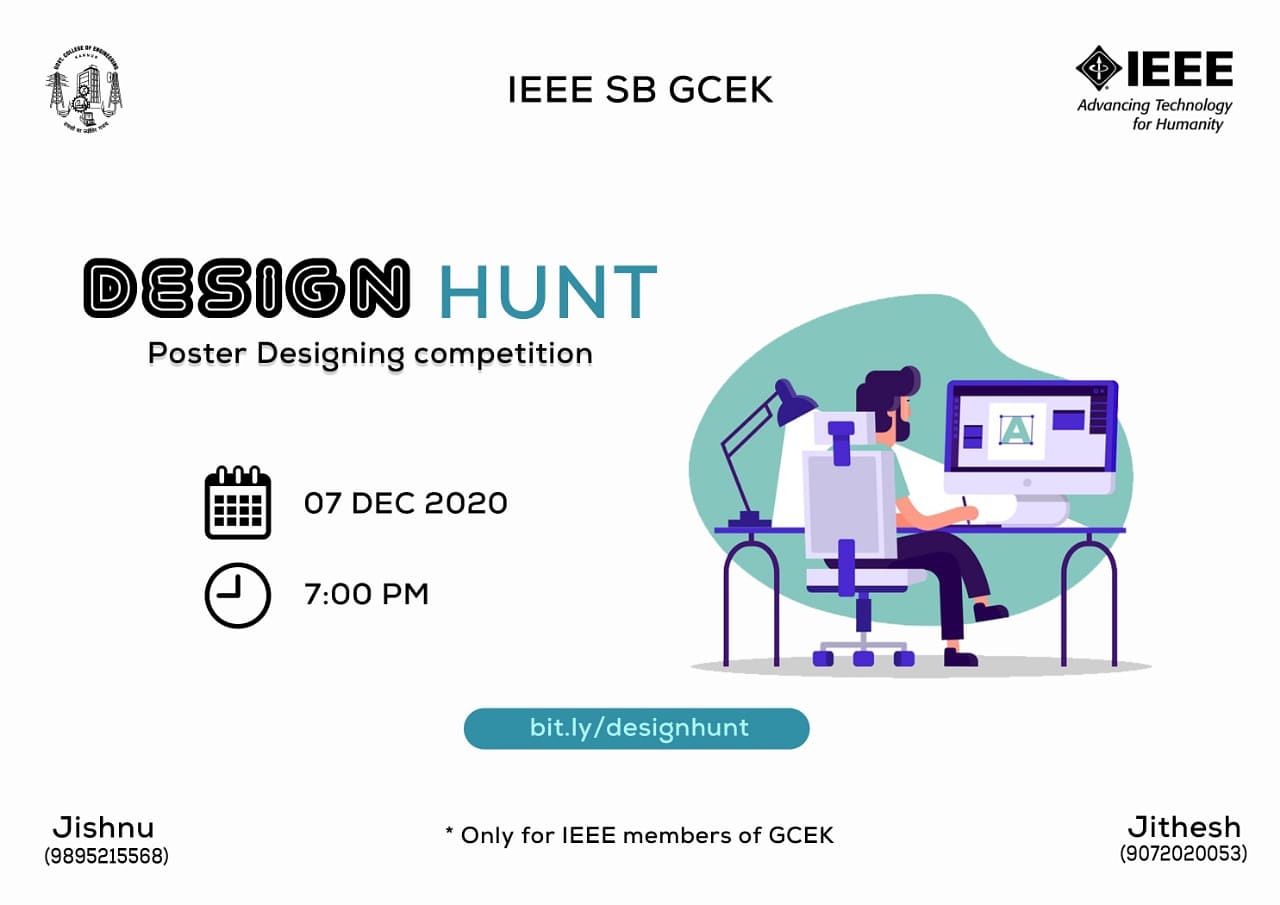 GOVT. COLLEGE OF ENGINEERING
KANNUR
IEEE SB GCEK
IEEE
Advancing Technology
for Humanity
DESIGN HUNT
Poster Designing competition
07 DEC 2020
7:00 PM
A
bit.ly/designhunt
Jishnu
(9895215568)
* Only for IEEE members of GCEK
Jithesh
(9072020053)